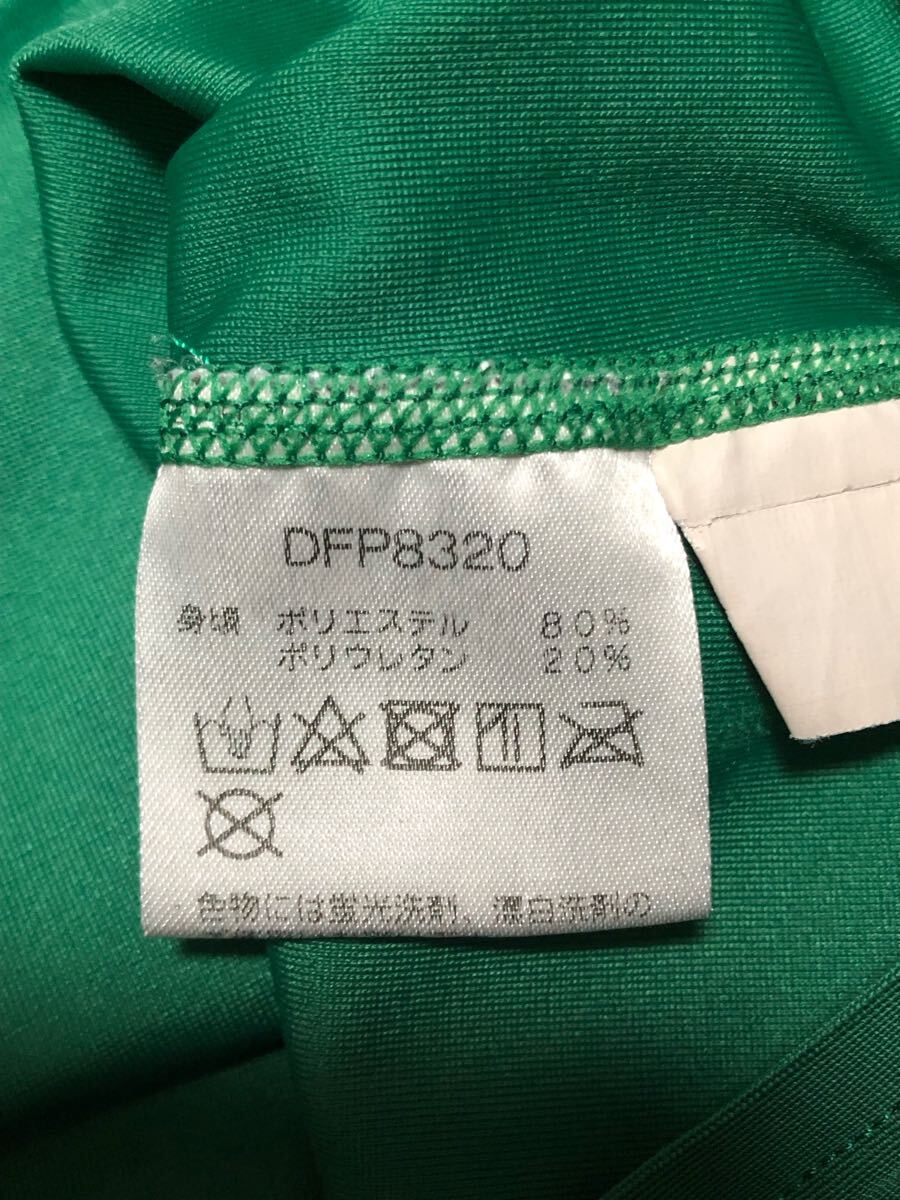 DFP8320
身頃 ポリエステル 80%
ポリウレタン 20%
色物には蛍光洗剤、漂白洗剤の